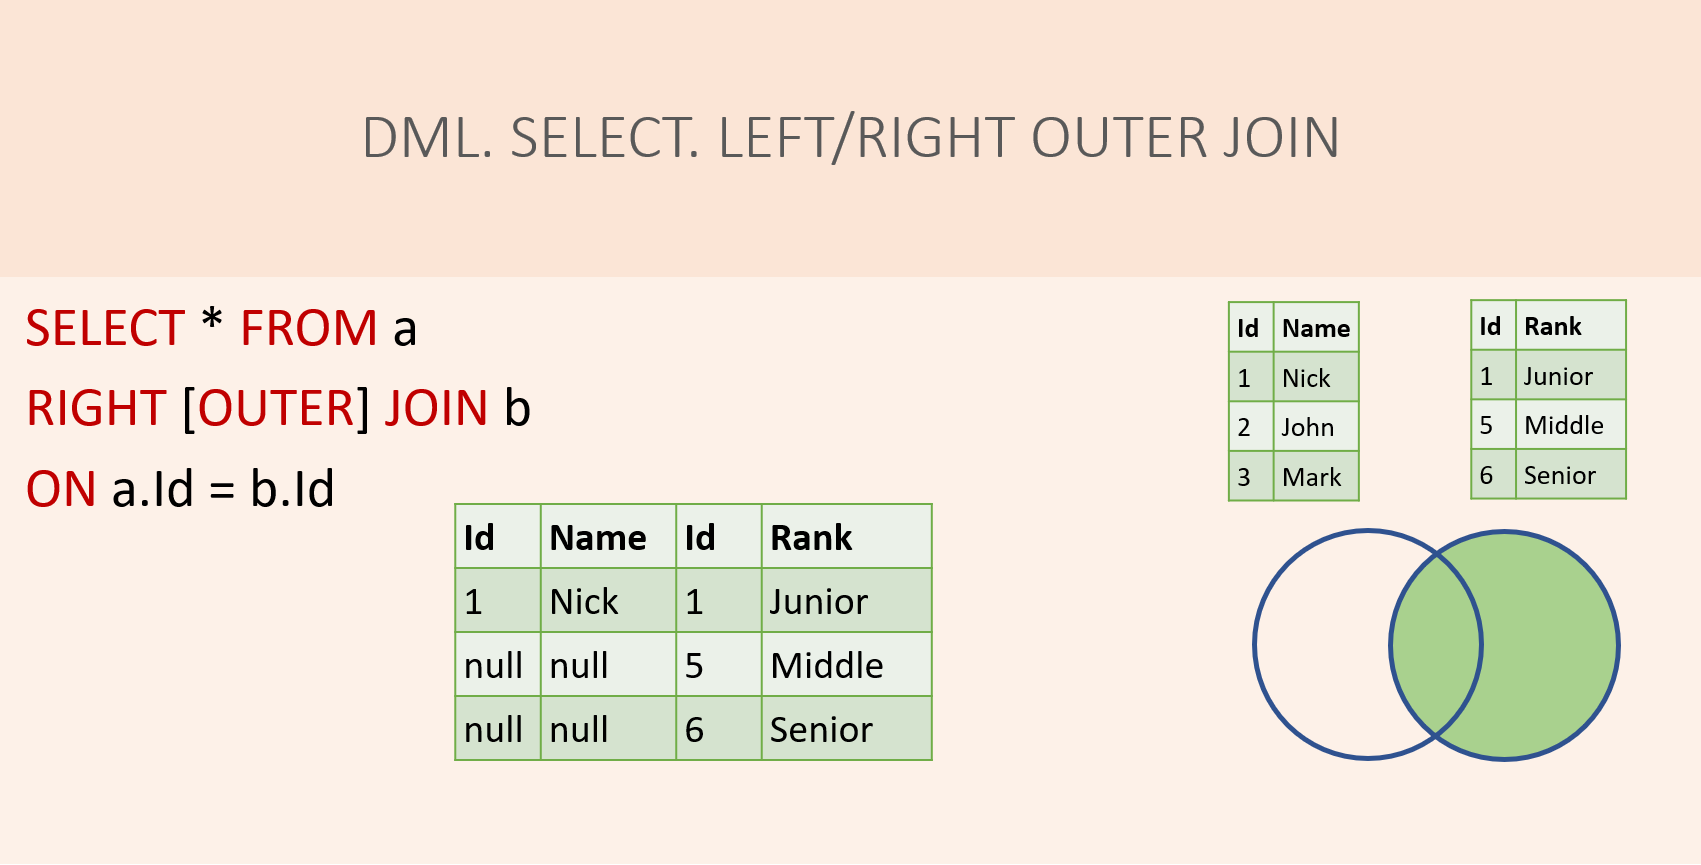 DML. SELECT. LEFT/RIGHT OUTER JOIN
SELECT * FROM a
RIGHT [OUTER] JOIN b
ON a.Id = b.Id
Id Name Id Rank
1 Nick 1 Junior
null null 5 Middle
null null 6 Senior
Id Name
1 Nick
2 John
3 Mark
Id Rank
1 Junior
5 Middle
6 Senior